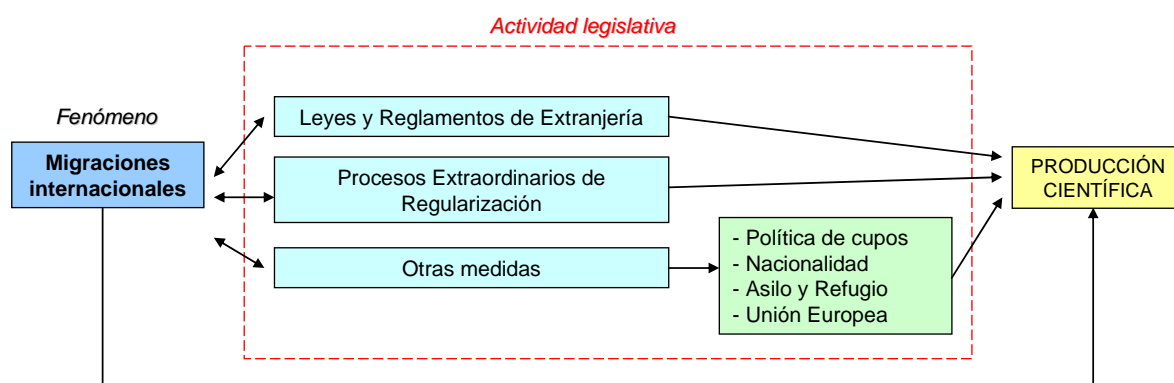 Actividad legislativa
Fenómeno
Migraciones
internacionales
Leyes y Reglamentos de Extranjería
Procesos Extraordinarios de
Regularización
Otras medidas
- Política de cupos
- Nacionalidad
- Asilo y Refugio
- Unión Europea
PRODUCCIÓN
CIENTÍFICA